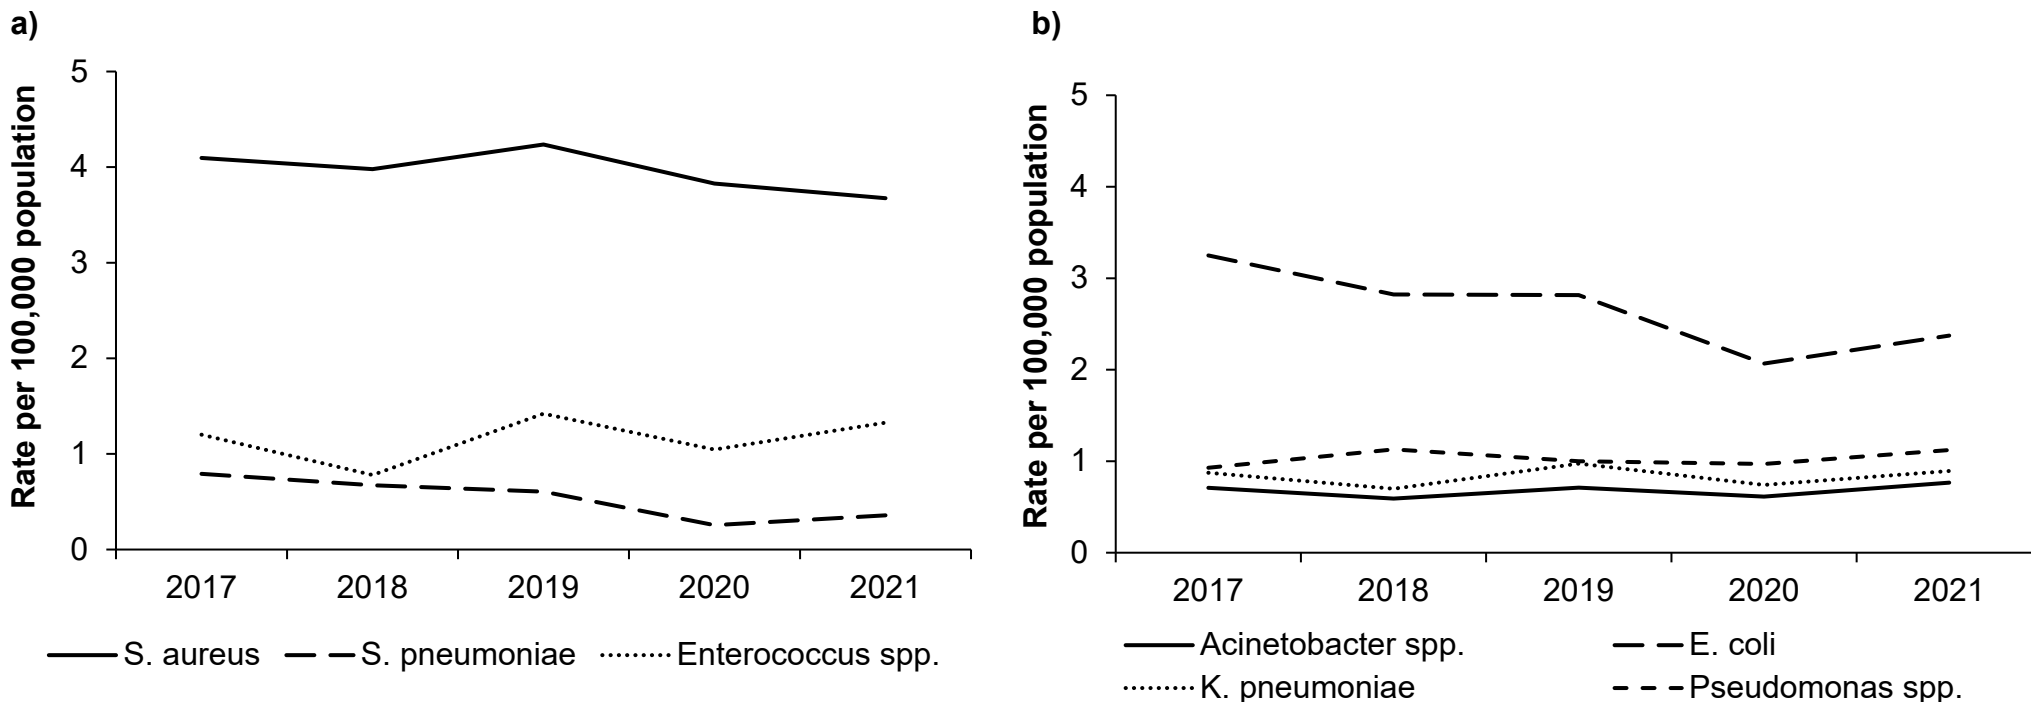 a)
Rate per 100,000 population
5
4
3
2
1
0
2017 2018 2019 2020 2021
S. aureus S. pneumoniae Enterococcus spp.
b)
Rate per 100,000 population
5
4
3
2
1
0
2017 2018 2019 2020 2021
Acinetobacter spp. E. coli
K. pneumoniae Pseudomonas spp.